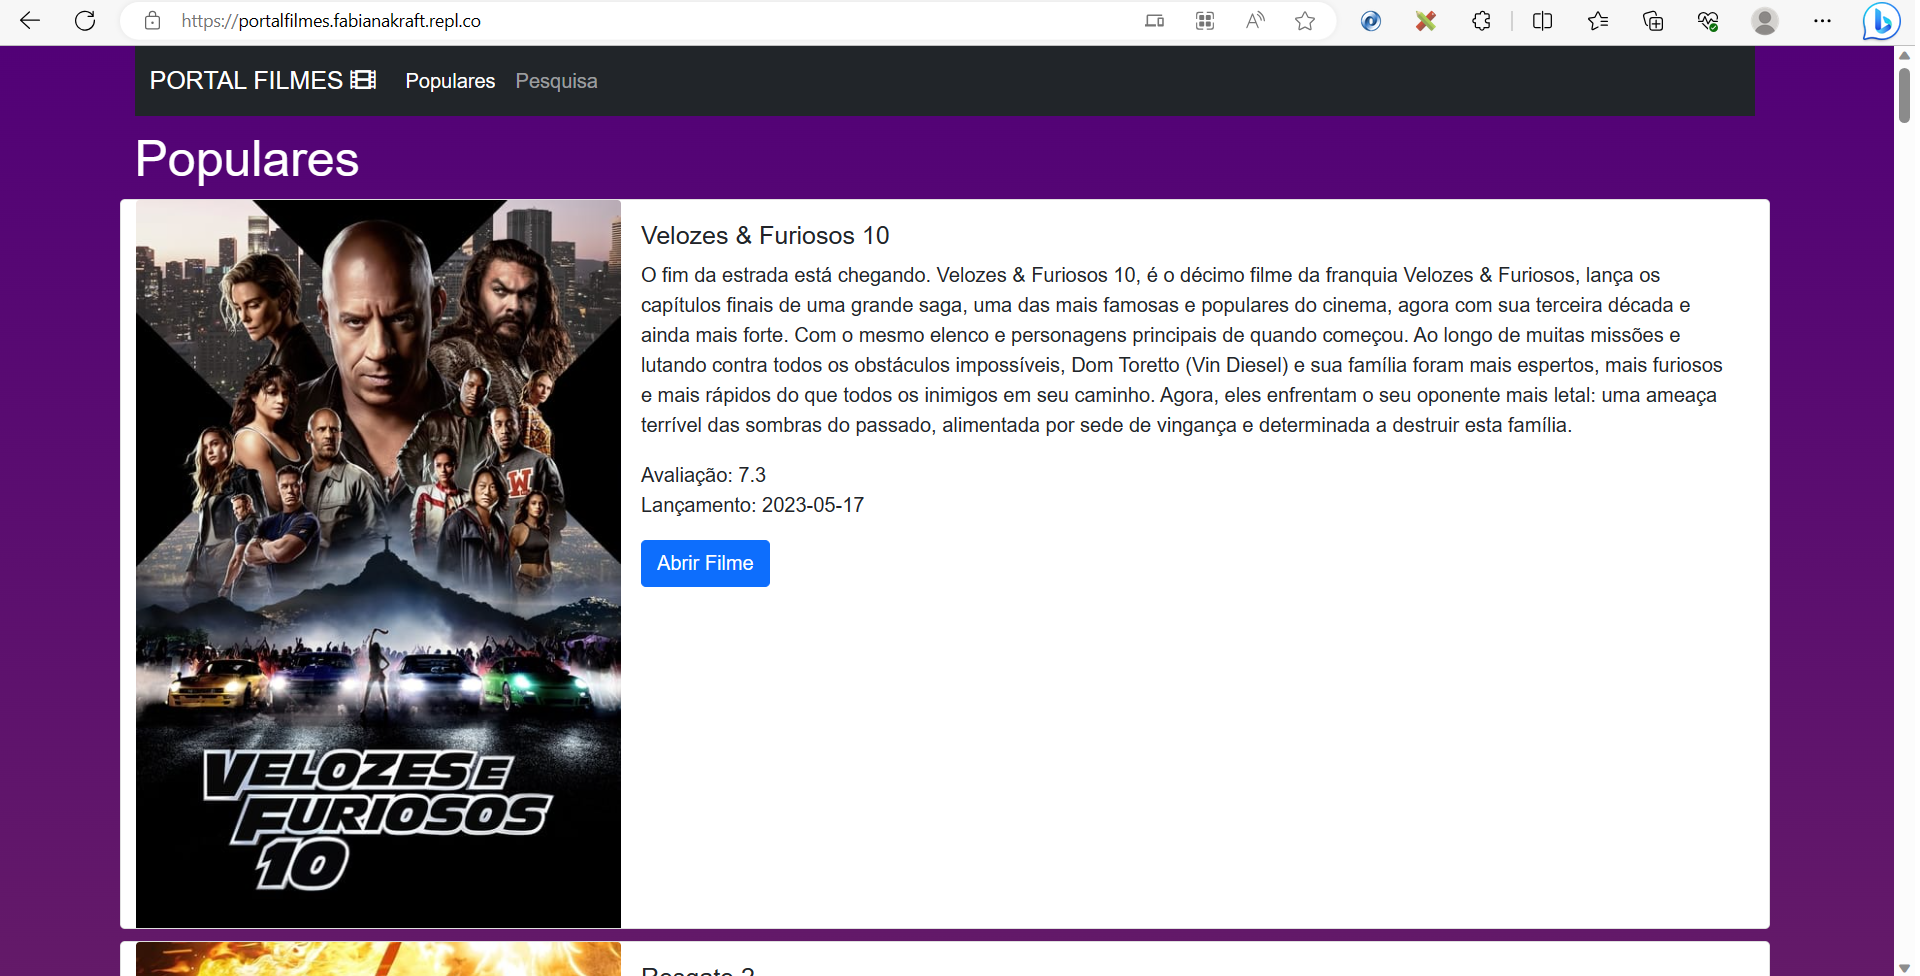 https://portalfilmes.fabianakraft.repl.co
PORTAL FILMES Populares Pesquisa
Populares
Velozes & Furiosos 10
O fim da estrada está chegando. Velozes & Furiosos 10, é o décimo filme da franquia Velozes & Furiosos, lança os
capítulos finais de uma grande saga, uma das mais famosas e populares do cinema, agora com sua terceira década e
ainda mais forte. Com o mesmo elenco e personagens principais de quando começou. Ao longo de muitas missões e
lutando contra todos os obstáculos impossíveis, Dom Toretto (Vin Diesel) e sua família foram mais espertos, mais furiosos
e mais rápidos do que todos os inimigos em seu caminho. Agora, eles enfrentam o seu oponente mais letal: uma ameaça
terrível das sombras do passado, alimentada por sede de vingança e determinada a destruir esta família.
Avaliação: 7.3
Lançamento: 2023-05-17
Abrir Filme
W
VELOZES E
FURIOSOS
10
Resgate 2